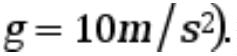 g = 10m/s²).